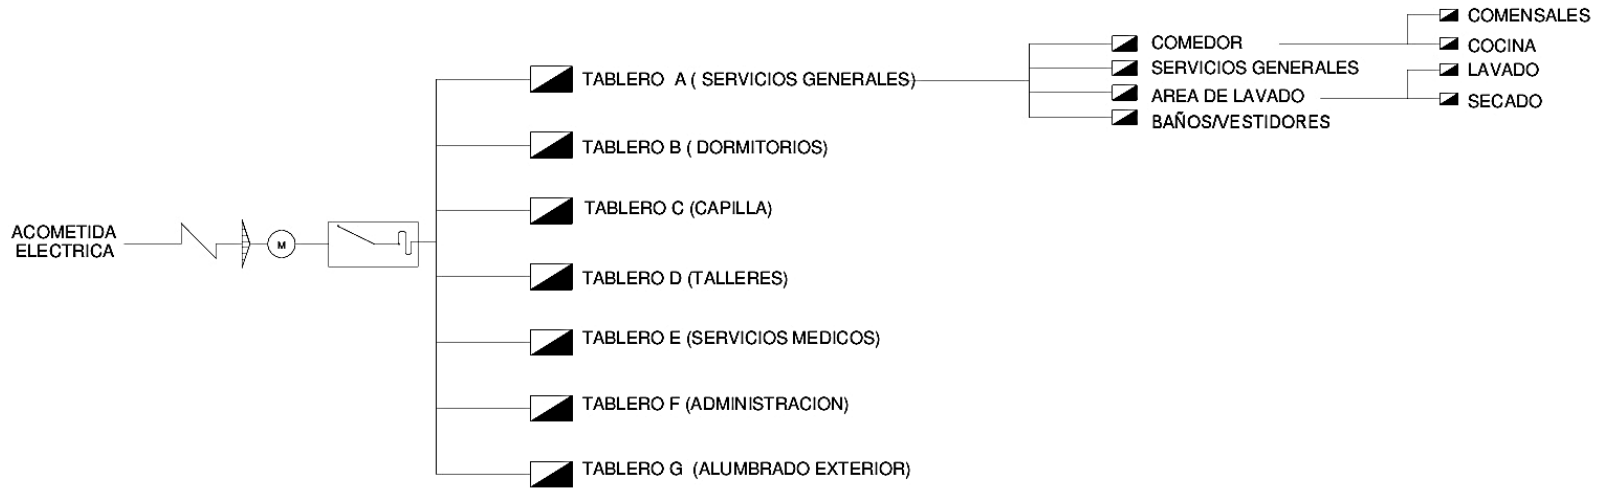 COMENSALES
COMEDOR
COCINA
SERVICIOS GENERALES
LAVADO
TABLERO A ( SERVICIOS GENERALES)
AREA DE LAVADO
SECADO
BAÑOS/VESTIDORES
TABLERO B ( DORMITORIOS)
TABLERO C (CAPILLA)
ACOMETIDA
ELECTRICA
M
TABLERO D (TALLERES)
TABLERO E (SERVICIOS MEDICOS)
TABLERO F (ADMINISTRACION)
TABLERO G (ALUMBRADO EXTERIOR)